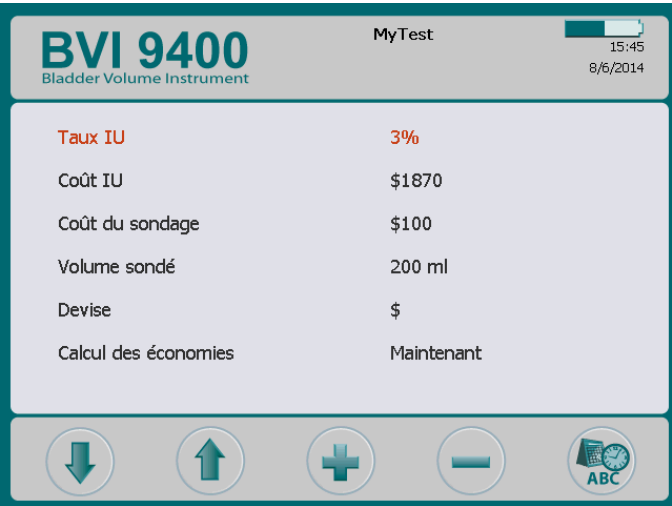 BVI 9400
Bladder Volume Instrument
MyTest
15:45
8/6/2014
Taux IU 3%
Coût IU $1870
Coût du sondage $100
Volume sondé 200 ml
Devise $
Calcul des économies Maintenant
ABC